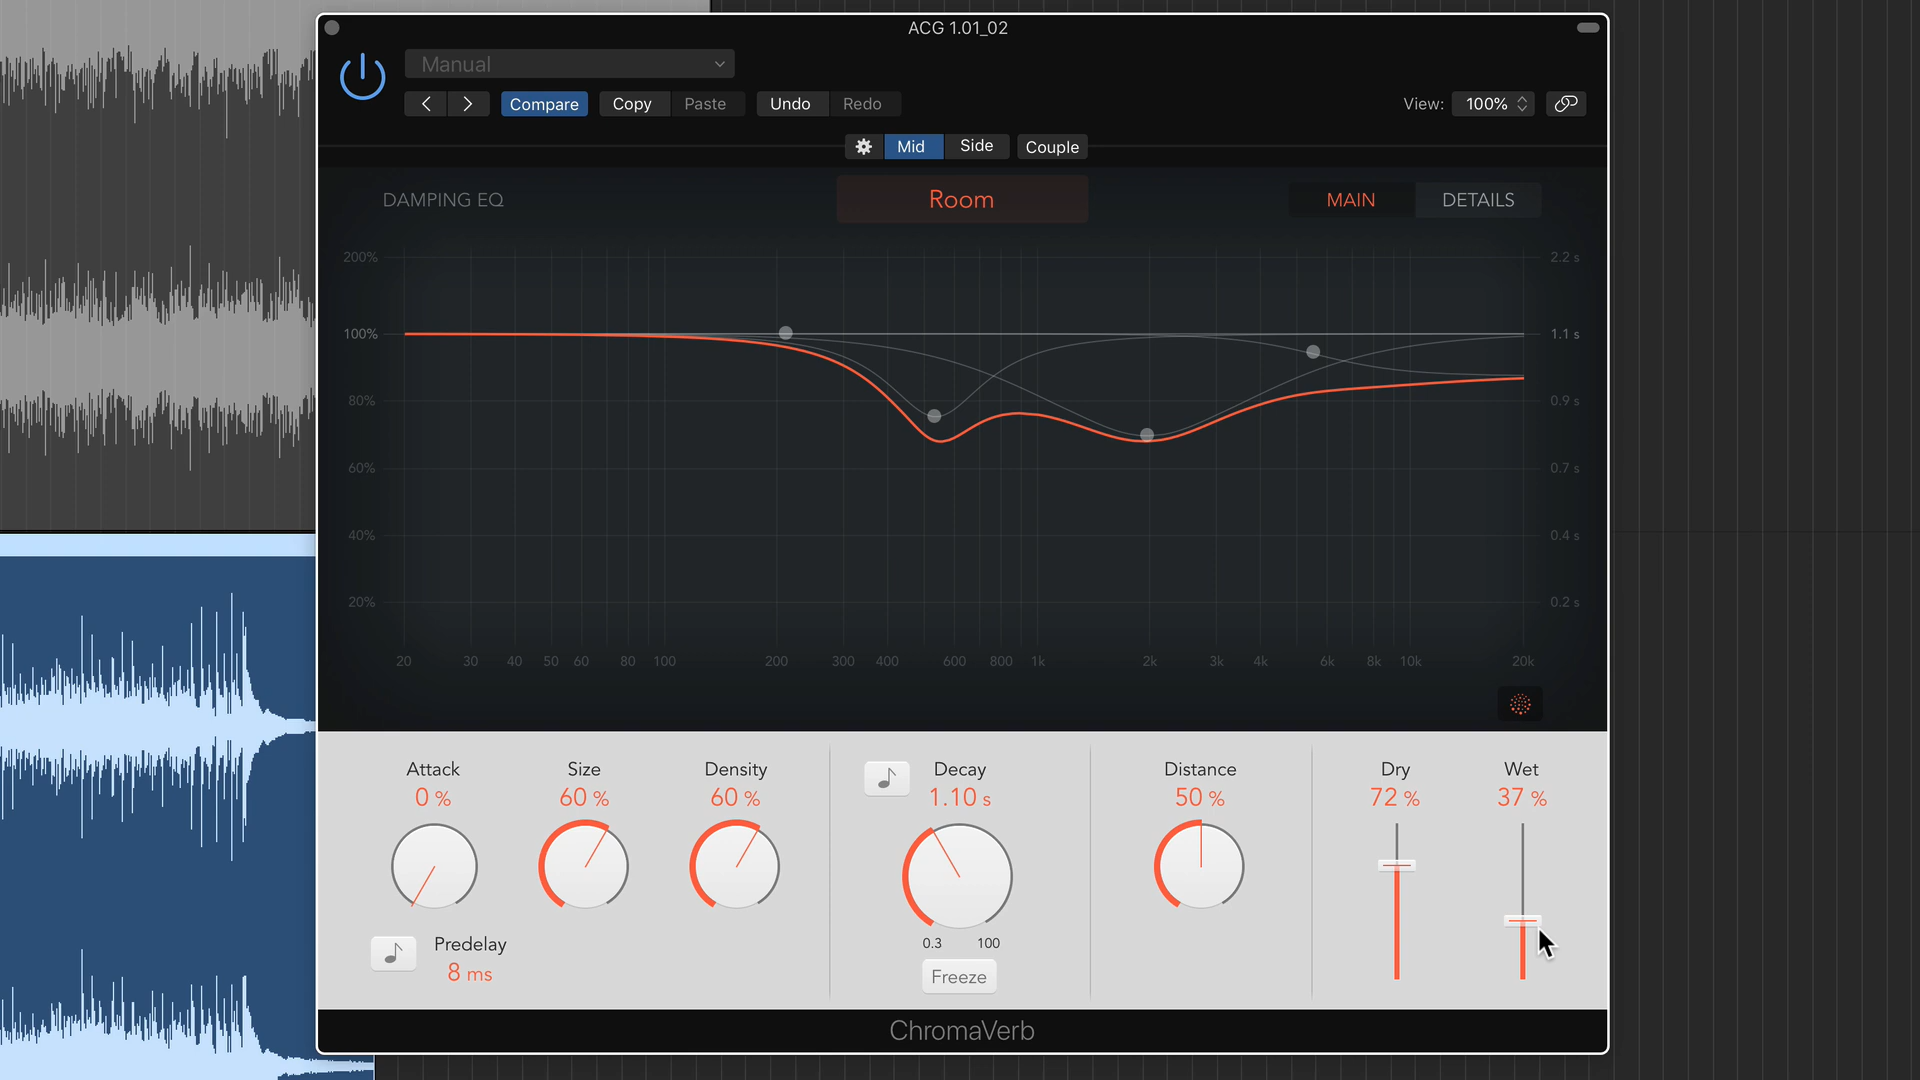 ACG 1.01_02
Manual
Compare Copy Paste Undo Redo View: 100%
Mid Side Couple
DAMPING EQ Room MAIN DETAILS
200% 2.2 s
100% 1.1 s
80% 0.9 s
60% 0.7 s
40% 0.4 s
20% 0.2 s
20 30 40 50 60 80 100 200 300 400 600 800 1k 2k 3k 4k 6k 8k 10k 20k
Attack Size Density Decay Distance Dry Wet
0 % 60 % 60 % 1.10 s 50 % 72 % 37 %
0.3 100
Predelay
8 ms
Freeze
ChromaVerb